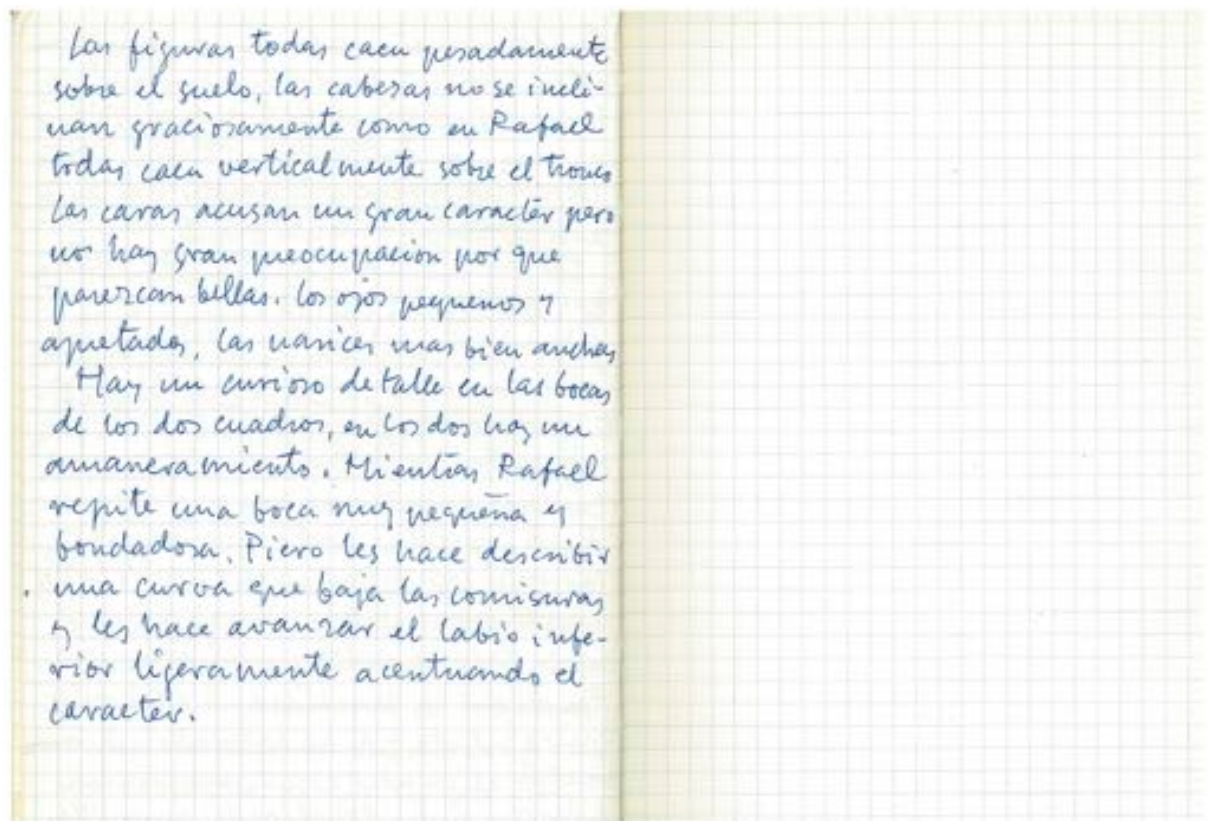 Las figuras todas caen pesadamente
sobre el suelo, las cabezas no se incli-
nan graciosamente como en Rafael
todas caen verticalmente sobre el tronco
Las caras acusan un gran caracter pero
no hay gran preocupacion por que
parezcan bellas. Los ojos pequenos y
apretados, las narices mas bien anchas
Hay un curioso detalle en las bocas
de los dos cuadros, en los dos hay un
amaneramiento. Mientras Rafael
repite una boca muy pequeña y
bondadosa. Piero les hace describir
una curva que baja las comisuras
y les hace avanzar el labio infe-
rior ligeramente acentuando el
caracter.